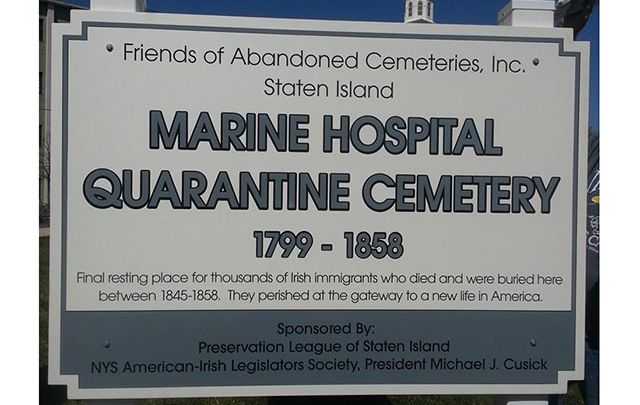 Friends of Abandoned Cemeteries, Inc.
Staten Island
MARINE HOSPITAL
QUARANTINE CEMETERY
1799 - 1858
Final resting place for thousands of Irish immigrants who died and were buried here
between 1845-1858. They perished at the gateway to a new life in America.
Sponsored By:
Preservation League of Staten Island
NYS American-Irish Legislators Society, President Michael J. Cusick